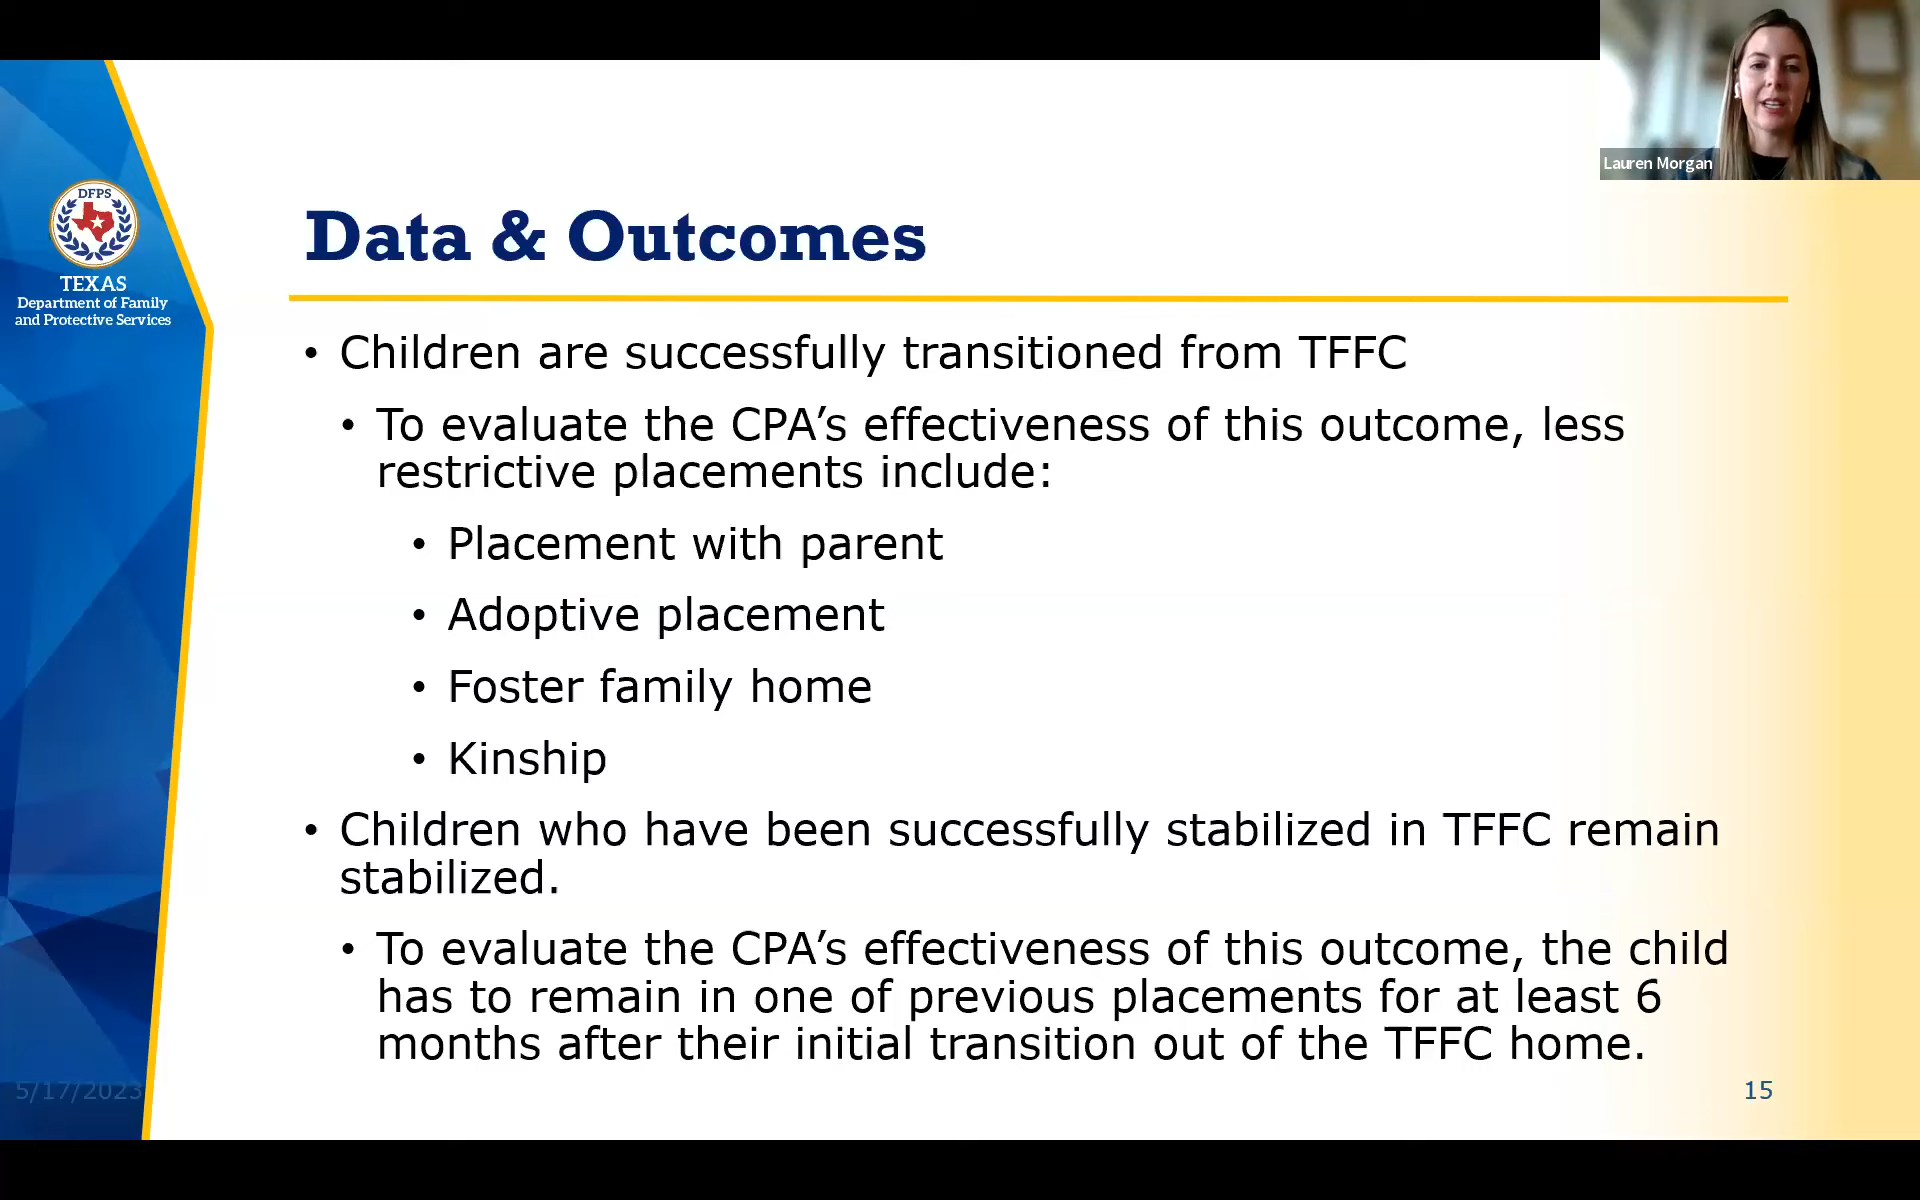 Lauren Morgan
DFPS
TEXAS
Department of Family
and Protective Services
Data & Outcomes
• Children are successfully transitioned from TFFC
• To evaluate the CPA’s effectiveness of this outcome, less
restrictive placements include:
• Placement with parent
• Adoptive placement
• Foster family home
• Kinship
• Children who have been successfully stabilized in TFFC remain
stabilized.
• To evaluate the CPA’s effectiveness of this outcome, the child
has to remain in one of previous placements for at least 6
months after their initial transition out of the TFFC home.
5/17/2023
15